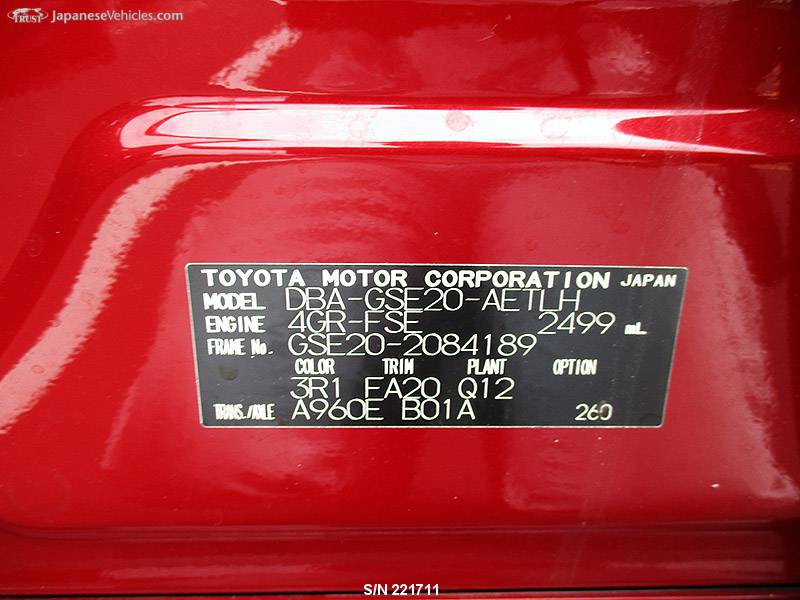 TRUST JapaneseVehicles.com
TOYOTA MOTOR CORPORATION JAPAN
MODEL DBA-GSE20-AETLH
ENGINE 4GR-FSE 2499 mL
FRAME No. GSE20-2084189
COLOR TRIM PLANT OPTION
3R1 FA20 Q12
TRANS./AXLE A960E B01A 260
S/N 221711